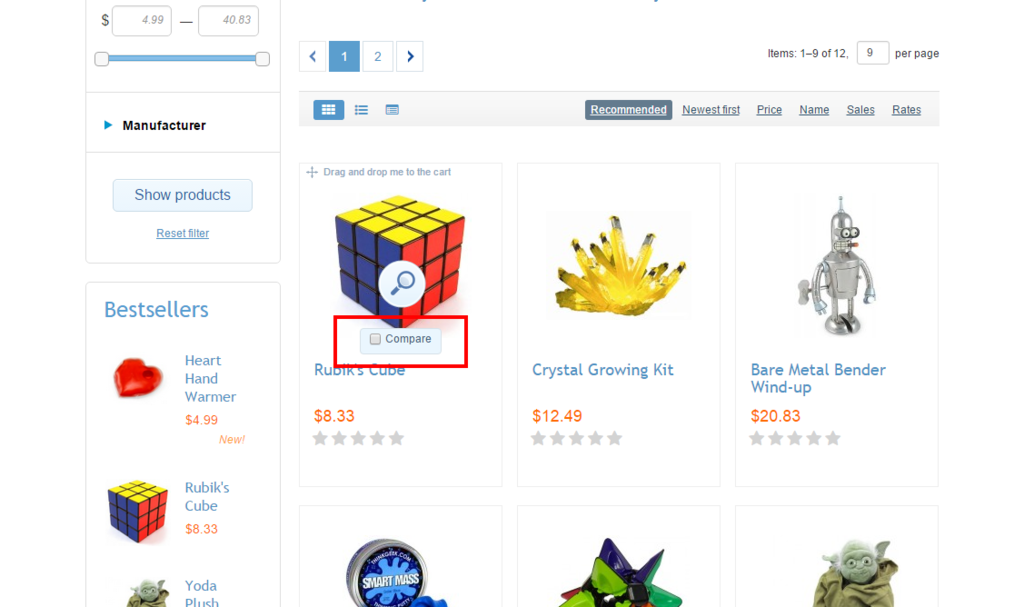 $ 4.99 — 40.83
Manufacturer
Show products
Reset filter
Bestsellers
Heart
Hand
Warmer
$4.99
New!
Rubik's
Cube
$8.33
Yoda
Plush
1 2
Items: 1–9 of 12, 9 per page
Recommended Newest first Price Name Sales Rates
Drag and drop me to the cart
Compare
Rubik's Cube
$8.33
Crystal Growing Kit
$12.49
Bare Metal Bender
Wind-up
$20.83
THINKGEEK.COM
SMART MASS